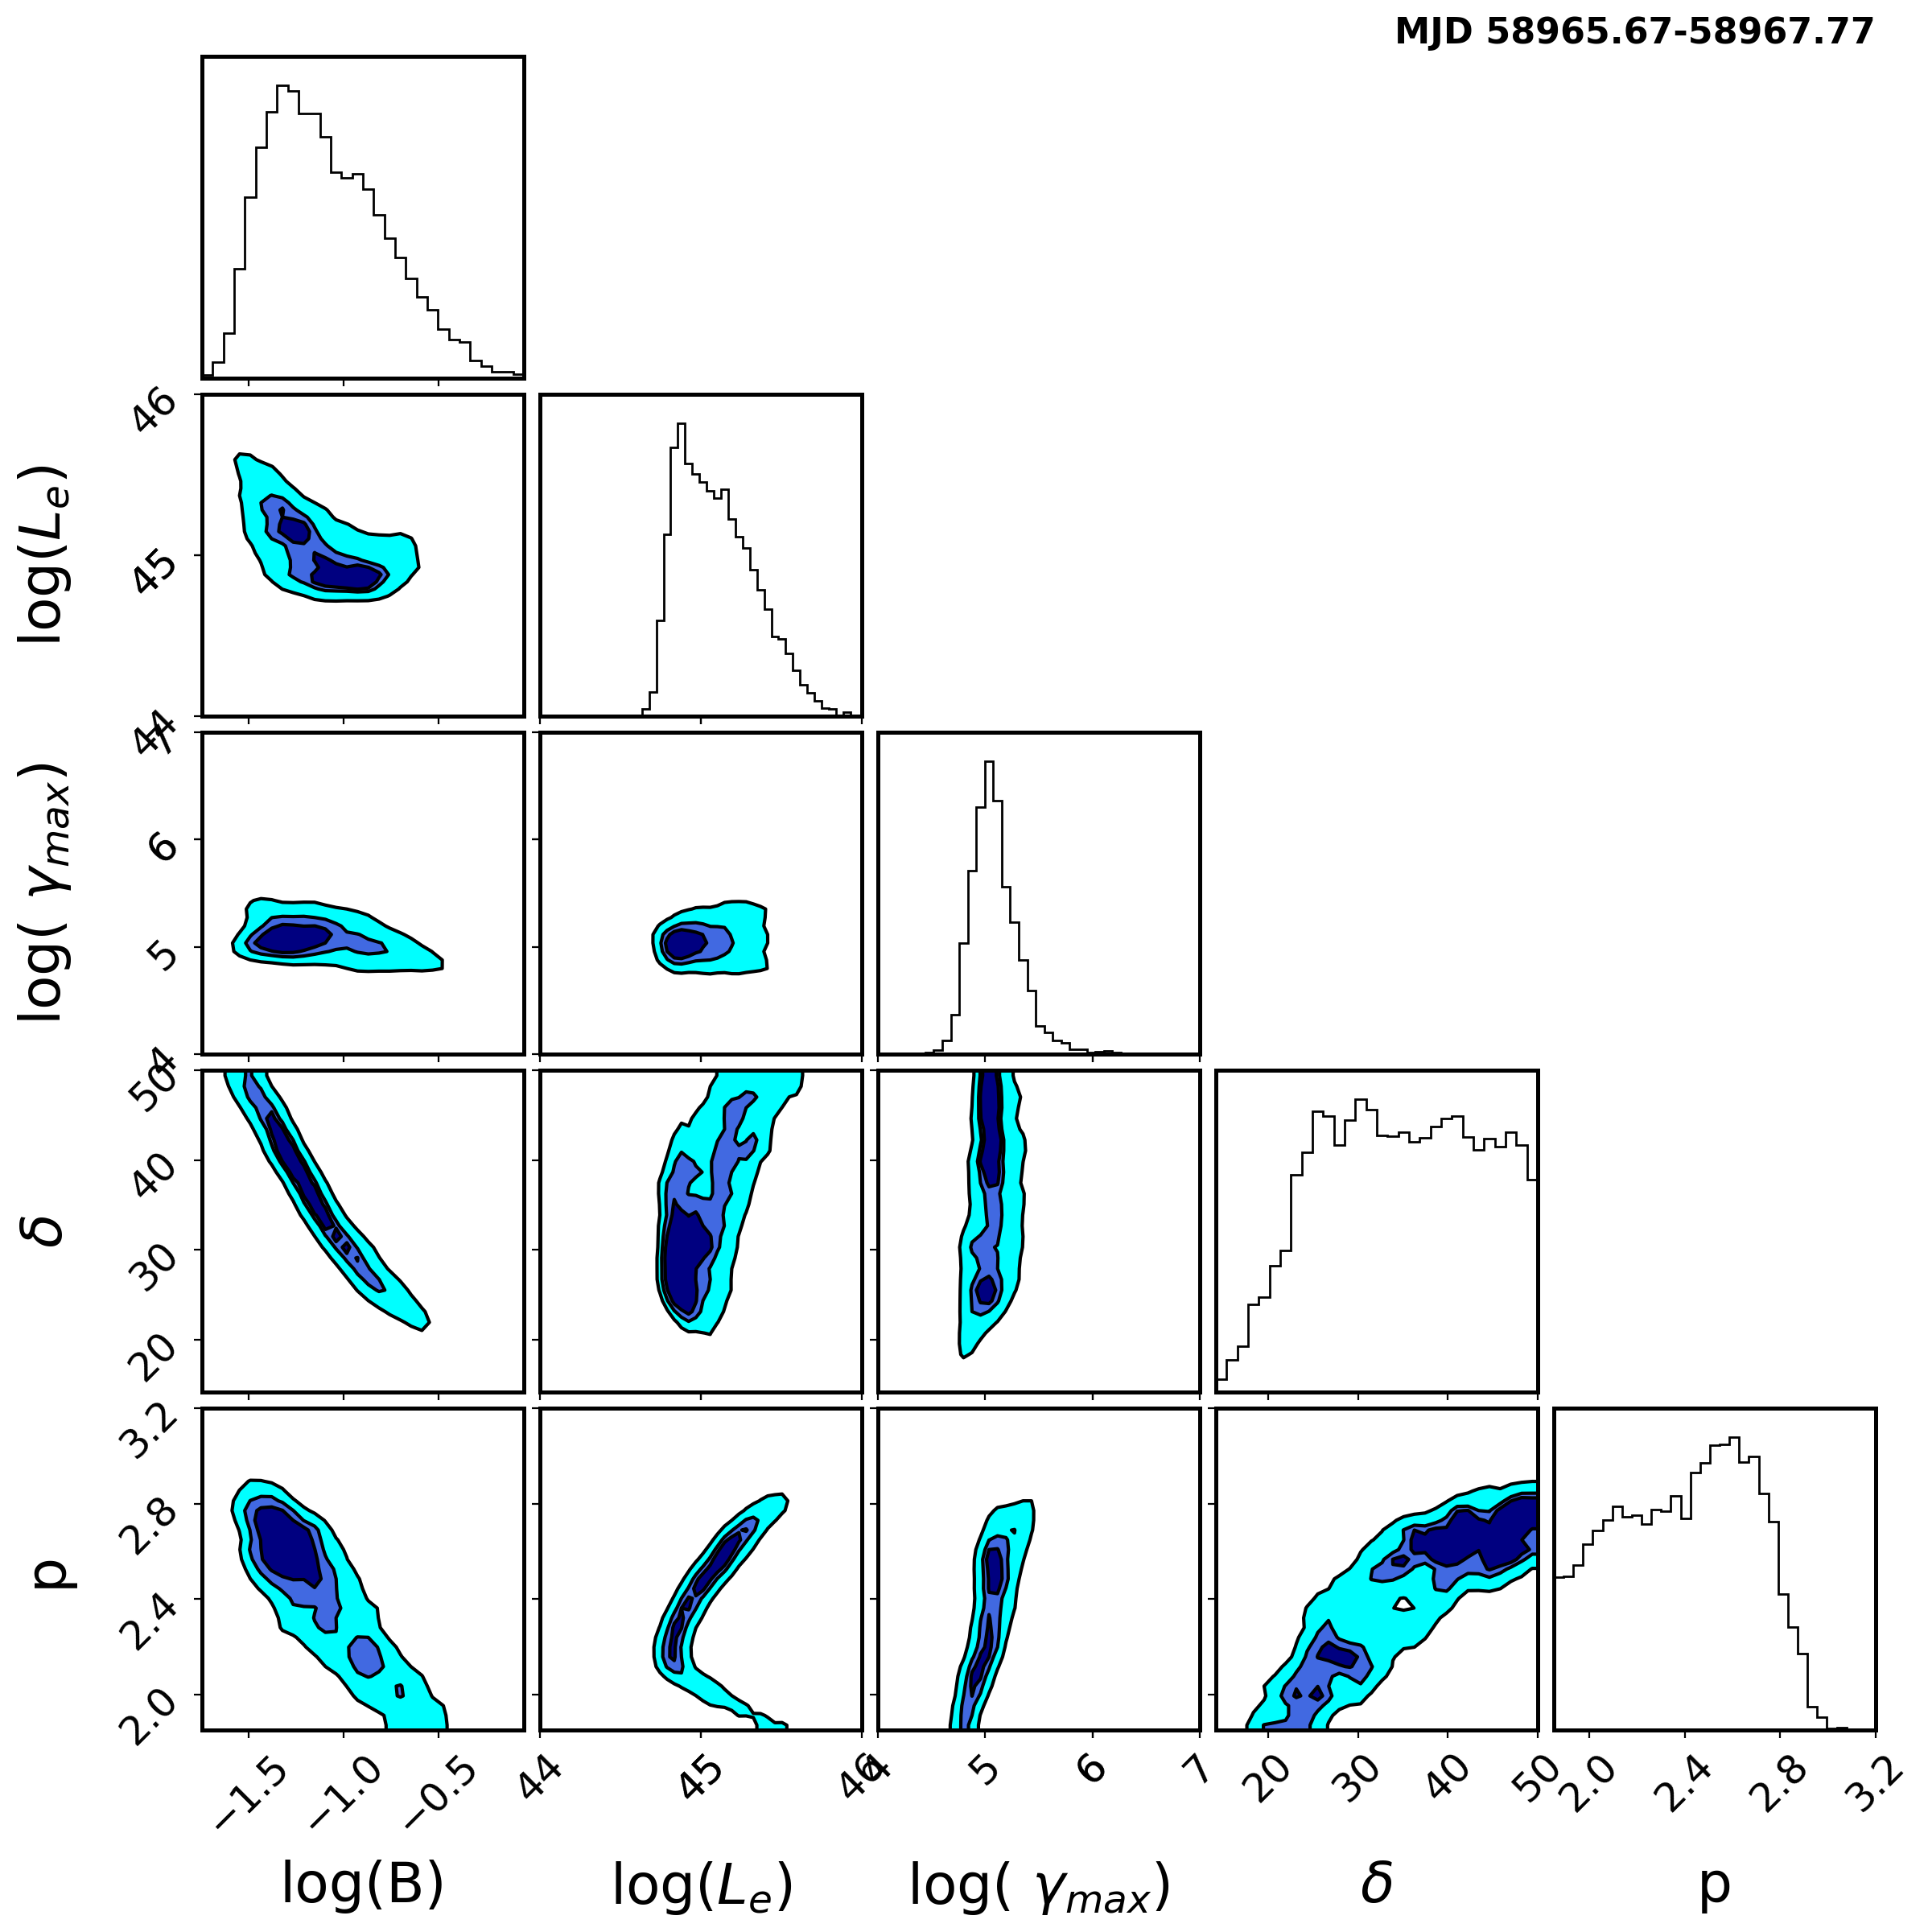 MJD 58965.67-58967.77
46
log(L_e)
45
44
7
log( γ_max)
6
5
4
50
δ
40
30
20
3.2
p
2.8
2.4
2.0
−1.5 −1.0 −0.5 44 45 46 4 5 6 7 20 30 40 50 2.0 2.4 2.8 3.2
log(B) log(L_e) log( γ_max) δ p